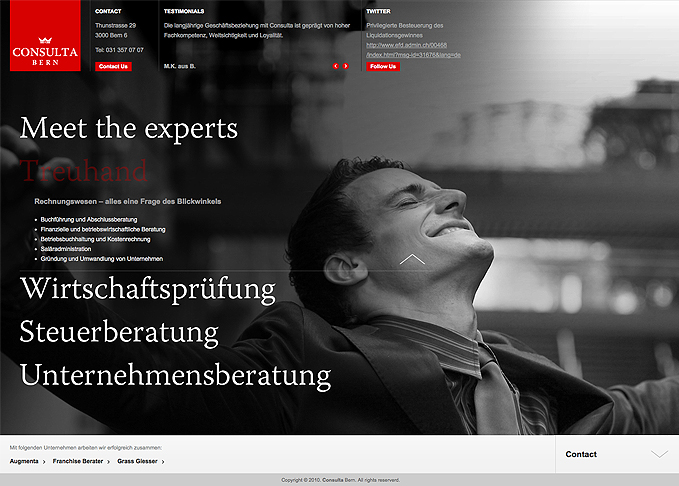 CONSULTA
BERN
CONTACT
Thunstrasse 29
3000 Bern 6
Tel: 031 357 07 07
Contact Us
TESTIMONIALS
Die langjährige Geschäftsbeziehung mit Consulta ist geprägt von hoher
Fachkompetenz, Weitsichtigkeit und Loyalität.
M.K. aus B.
TWITTER
Privilegierte Besteuerung des
Liquidationsgewinnes
http://www.efd.admin.ch/00468
/index.html?msg-id=31676&lang=de
Follow Us
Meet the experts
Treuhand
Rechnungswesen – alles eine Frage des Blickwinkels
Buchführung und Abschlussberatung
Finanzielle und betriebswirtschaftliche Beratung
Betriebsbuchhaltung und Kostenrechnung
Saläradministration
Gründung und Umwandlung von Unternehmen
Wirtschaftsprüfung
Steuerberatung
Unternehmensberatung
Mit folgenden Unternehmen arbeiten wir erfolgreich zusammen:
Augmenta › Franchise Berater › Grass Giesser ›
Contact
Copyright © 2010. Consulta Bern. All rights reserverd.